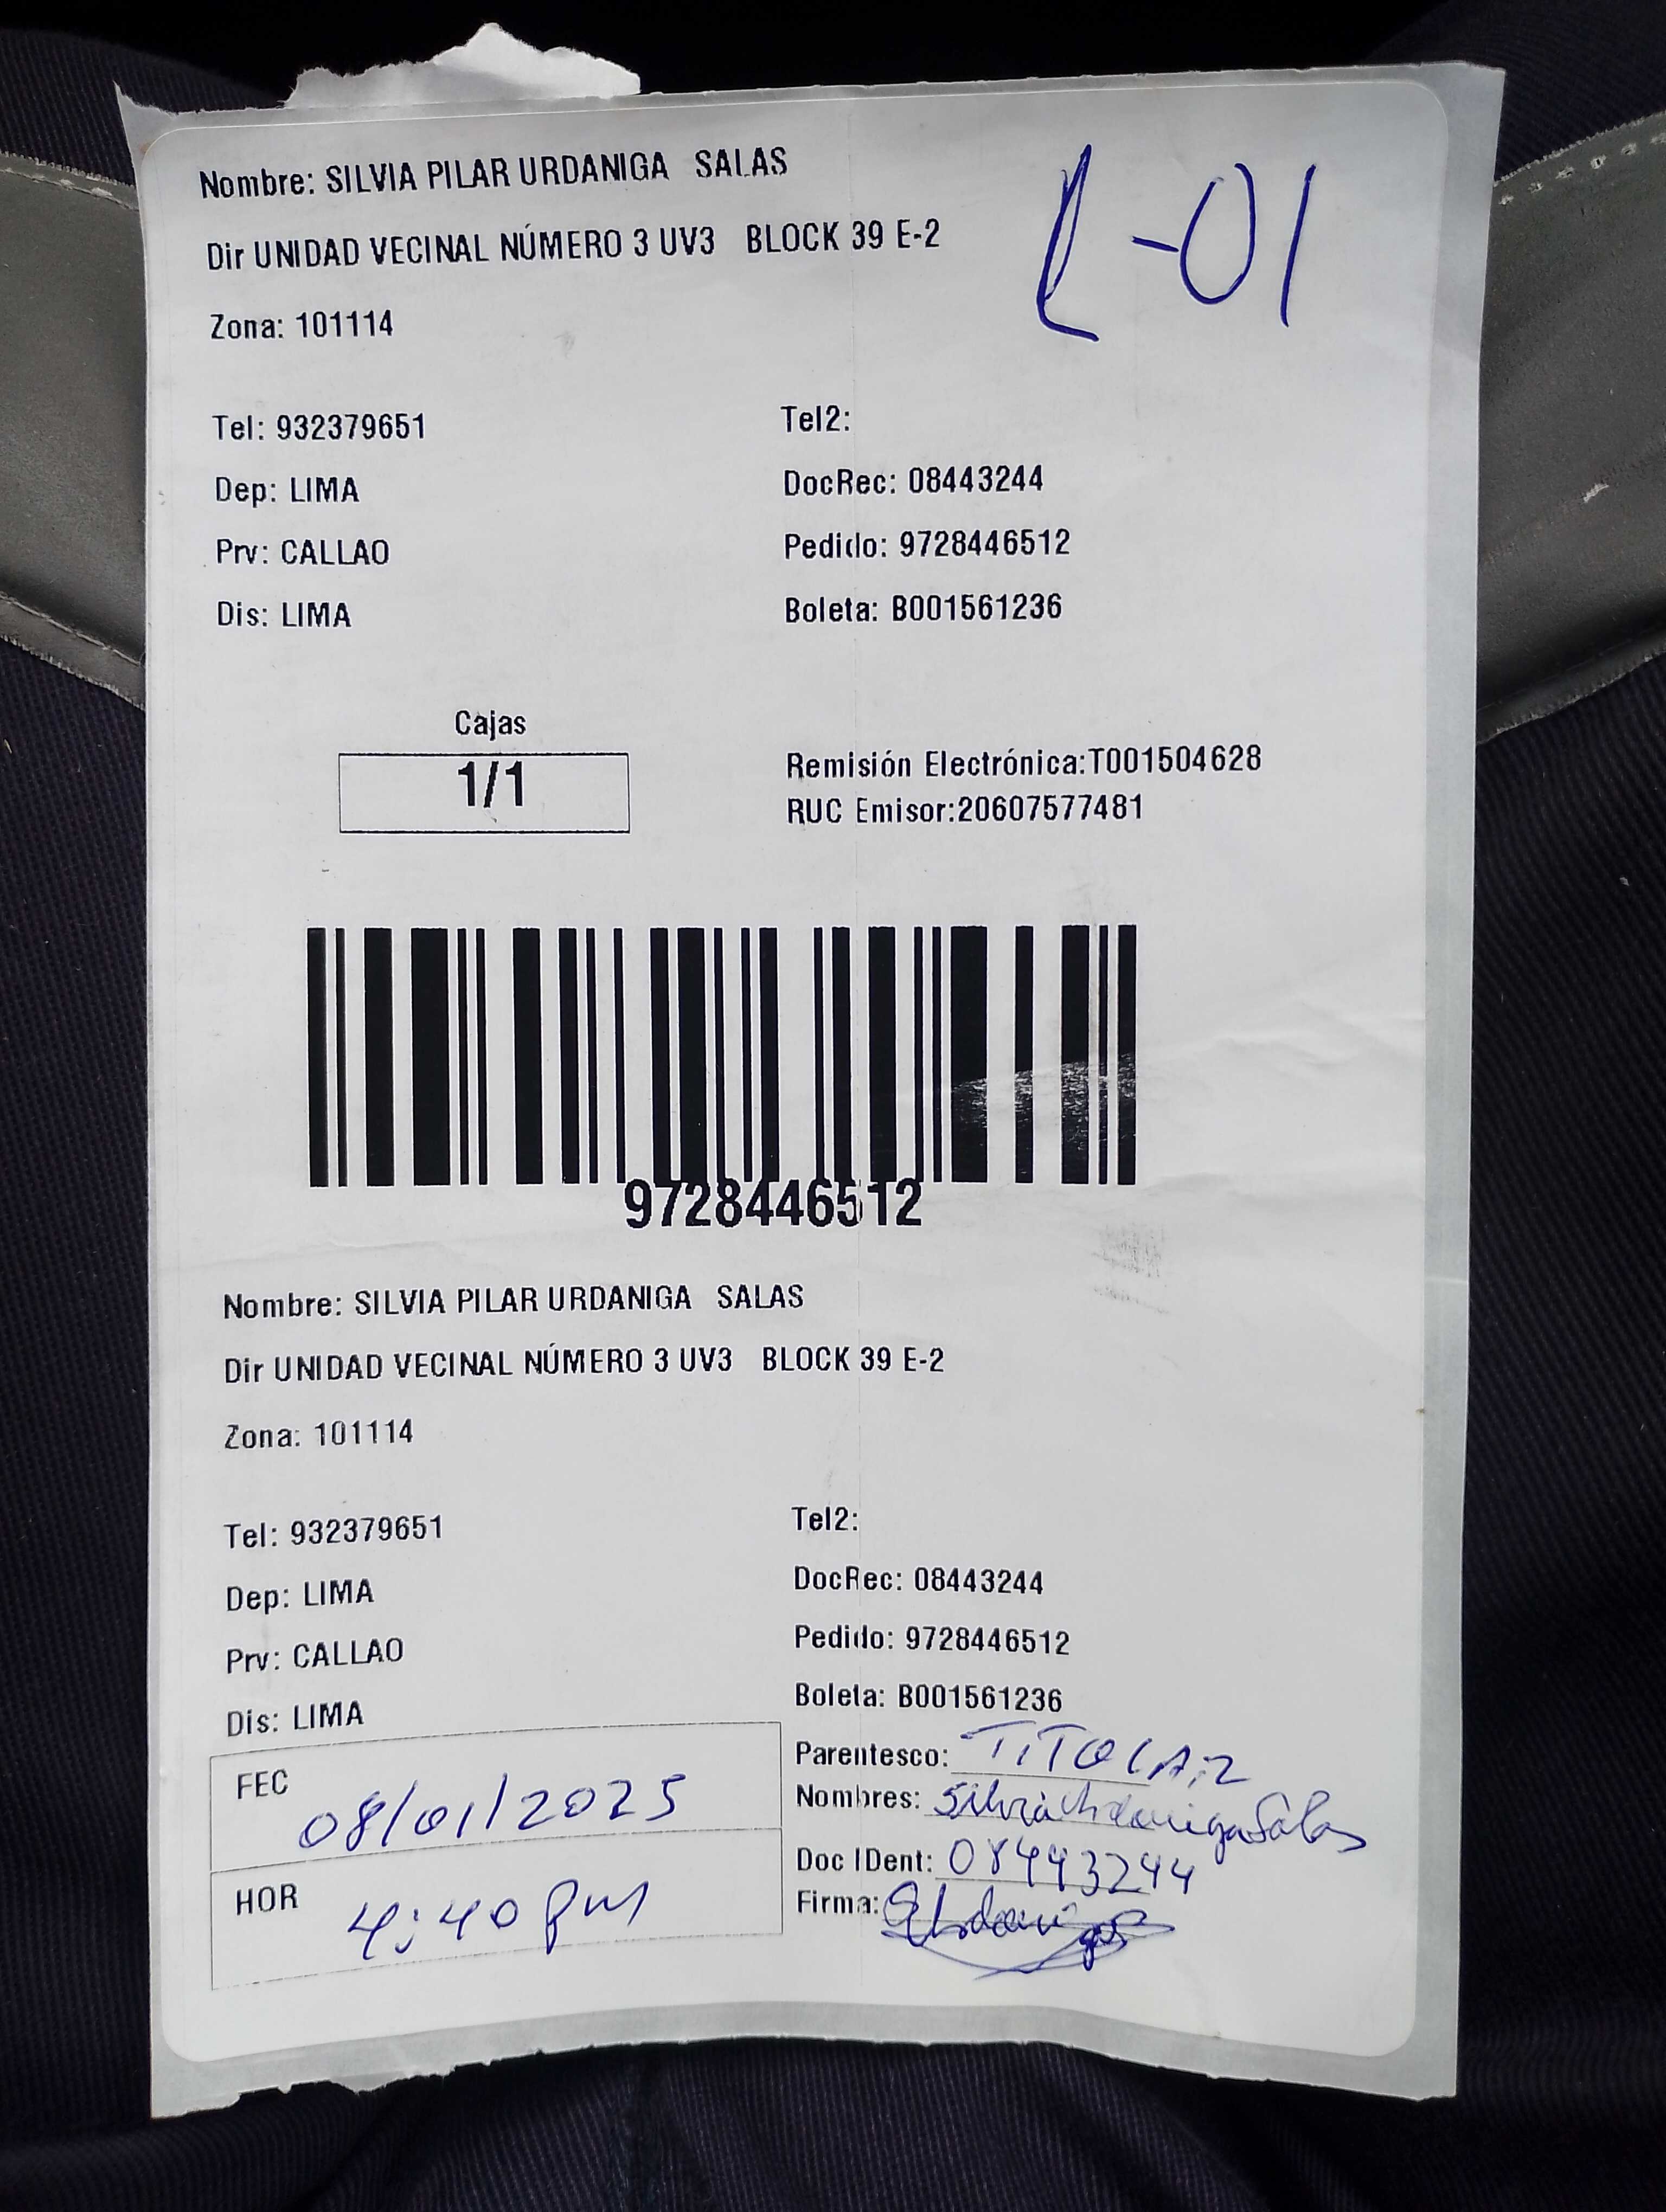 Nombre: SILVIA PILAR URDANIGA SALAS
L-01
Dir UNIDAD VECINAL NÚMERO 3 UV3 BLOCK 39 E-2
Zona: 101114
Tel: 932379651 Tel2:
Dep: LIMA DocRec: 08443244
Prv: CALLAO Pedido: 9728446512
Dis: LIMA Boleta: B001561236
Cajas
1/1
Remisión Electrónica:T001504628
RUC Emisor:20607577481
9728446512
Nombre: SILVIA PILAR URDANIGA SALAS
Dir UNIDAD VECINAL NÚMERO 3 UV3 BLOCK 39 E-2
Zona: 101114
Tel: 932379651 Tel2:
Dep: LIMA DocRec: 08443244
Prv: CALLAO Pedido: 9728446512
Dis: LIMA Boleta: B001561236
FEC 08/01/2025
HOR 4:40 pm
Parentesco: TITULAR
Nombres: Silvia Urdaniga Salas
Doc IDent: 08443244
Firma: SUrdaniga